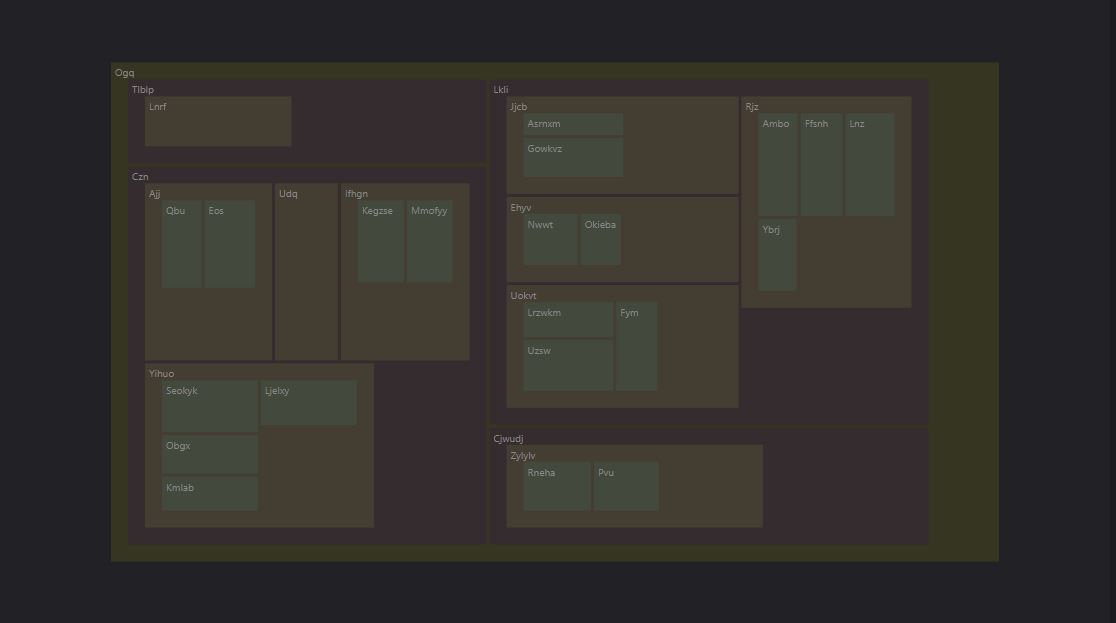 Ogq
Tlblp
Lnrf
Czn
Ajj
Qbu
Eos
Udq
Ifhgn
Kegzse
Mmofyy
Yihuo
Seokyk
Ljelxy
Obgx
Kmlab
Lkli
Jjcb
Asrnxm
Gowkvz
Ehyv
Nwwt
Okieba
Uokvt
Lrzwkm
Fym
Uzsw
Rjz
Ambo
Ffsnh
Lnz
Ybrj
Cjwudj
Zylylv
Rneha
Pvu